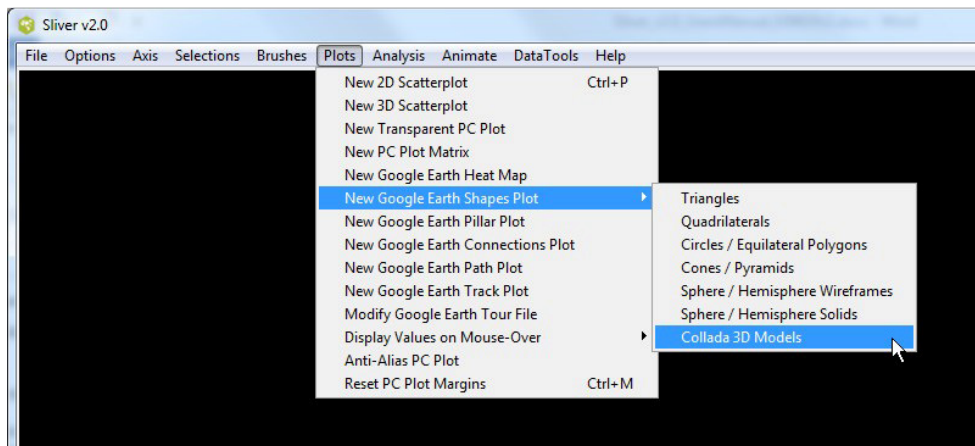 Sliver v2.0
File Options Axis Selections Brushes Plots Analysis Animate DataTools Help
New 2D Scatterplot Ctrl+P
New 3D Scatterplot
New Transparent PC Plot
New PC Plot Matrix
New Google Earth Heat Map
New Google Earth Shapes Plot
New Google Earth Pillar Plot
New Google Earth Connections Plot
New Google Earth Path Plot
New Google Earth Track Plot
Modify Google Earth Tour File
Display Values on Mouse-Over
Anti-Alias PC Plot
Reset PC Plot Margins Ctrl+M
Triangles
Quadrilaterals
Circles / Equilateral Polygons
Cones / Pyramids
Sphere / Hemisphere Wireframes
Sphere / Hemisphere Solids
Collada 3D Models